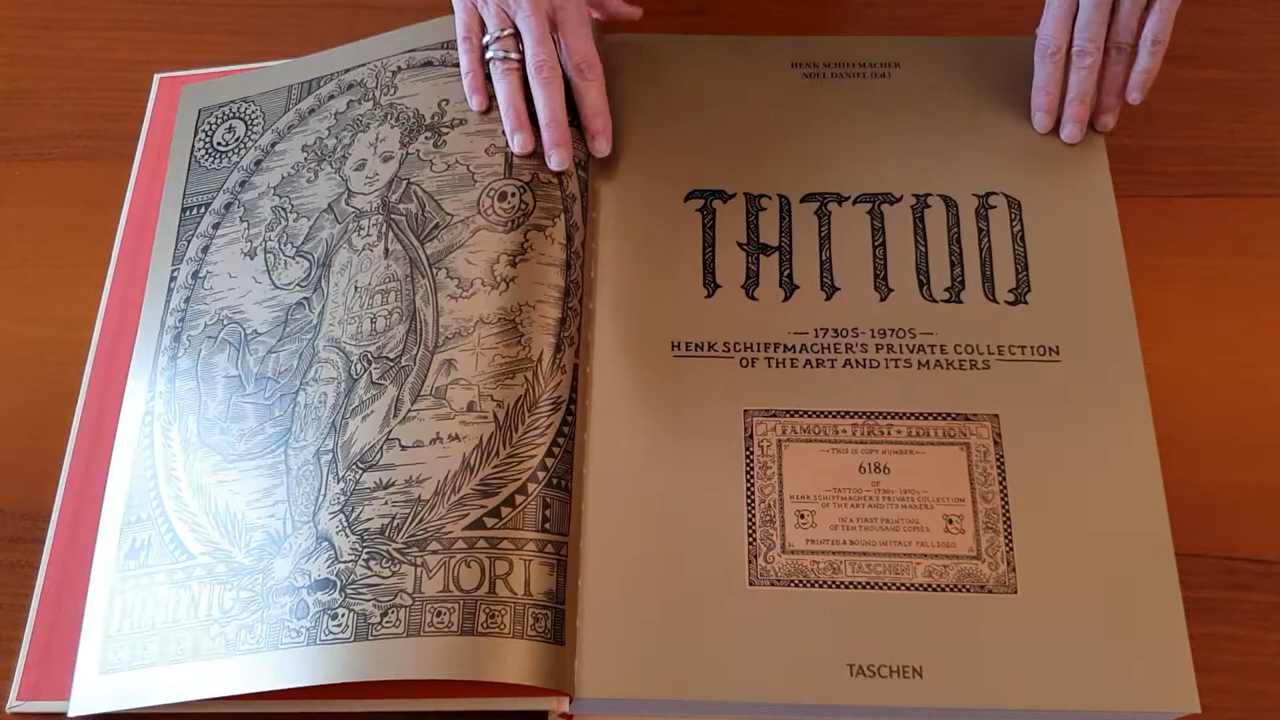 MEMENTO
MORI
HENK SCHIFFMACHER
NOEL DANIEL (Ed.)
TATTOO
— 1730S-1970S —
HENK SCHIFFMACHER'S PRIVATE COLLECTION
OF THE ART AND ITS MAKERS
FAMOUS ★ FIRST ★ EDITION
THIS IS COPY NUMBER
6186
OF
— TATTOO — 1730S-1970S —
HENK SCHIFFMACHER'S PRIVATE COLLECTION
OF THE ART AND ITS MAKERS
IN A FIRST PRINTING
OF TEN THOUSAND COPIES
PRINTED & BOUND IN ITALY FALL 2020
TASCHEN
TASCHEN